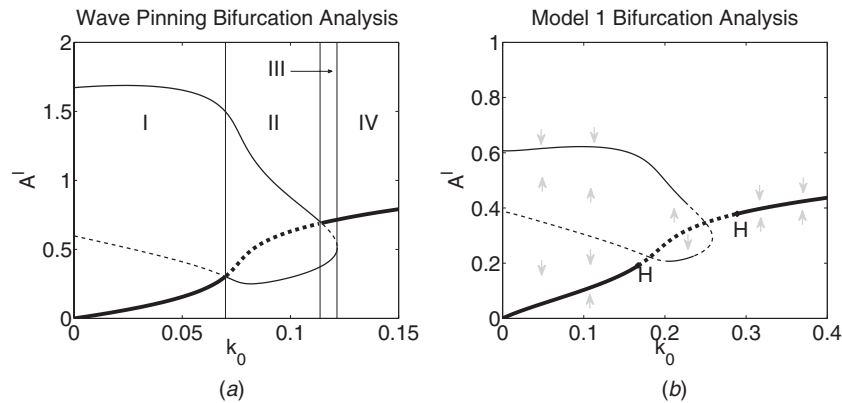 Wave Pinning Bifurcation Analysis
2
1.5
1
0.5
0
A^l
I
II
III
IV
0
0.05
0.1
0.15
k_0
(a)
Model 1 Bifurcation Analysis
1
0.8
0.6
0.4
0.2
0
A^l
H
H
0
0.1
0.2
0.3
0.4
k_0
(b)